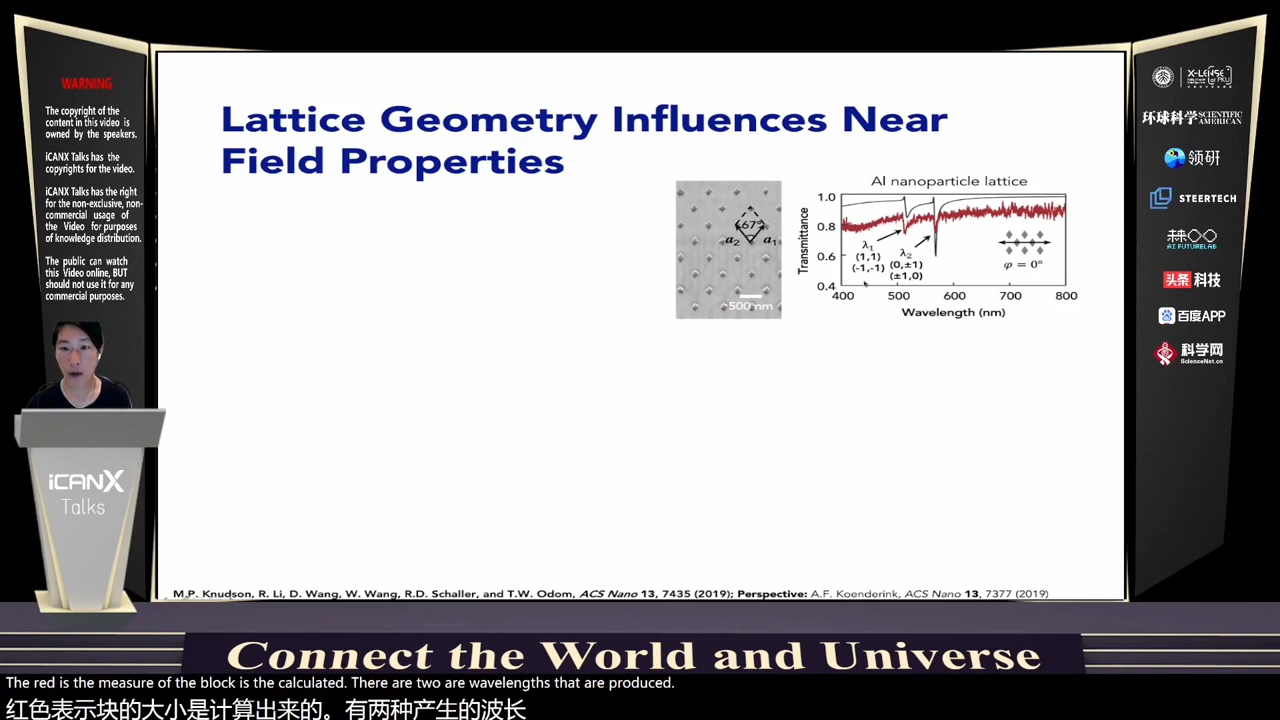 WARNING
The copyright of the
content in this video is
owned by the speakers.
iCANX Talks has the
copyrights for the video.
iCANX Talks has the right
for the non-exclusive, non-
commercial usage of
the Video for purposes
of knowledge distribution.
The public can watch
this Video online, BUT
should not use it for any
commercial purposes.
iCANX
Talks
Lattice Geometry Influences Near
Field Properties
67°
a₂ a₁
500 nm
Al nanoparticle lattice
Transmittance
1.0
0.8
0.6
0.4
λ₁
(1,1)
(-1,-1)
λ₂
(0,±1)
(±1,0)
φ = 0°
400 500 600 700 800
Wavelength (nm)
M.P. Knudson, R. Li, D. Wang, W. Wang, R.D. Schaller, and T.W. Odom, ACS Nano 13, 7435 (2019); Perspective: A.F. Koenderink, ACS Nano 13, 7377 (2019)
X-LENSE
环球科学 SCIENTIFIC AMERICAN
领研
STEERTECH
AI FUTURELAB
头条 科技
百度APP
科学网
ScienceNet.cn
Connect the World and Universe
The red is the measure of the block is the calculated. There are two are wavelengths that are produced.
红色表示块的大小是计算出来的。有两种产生的波长